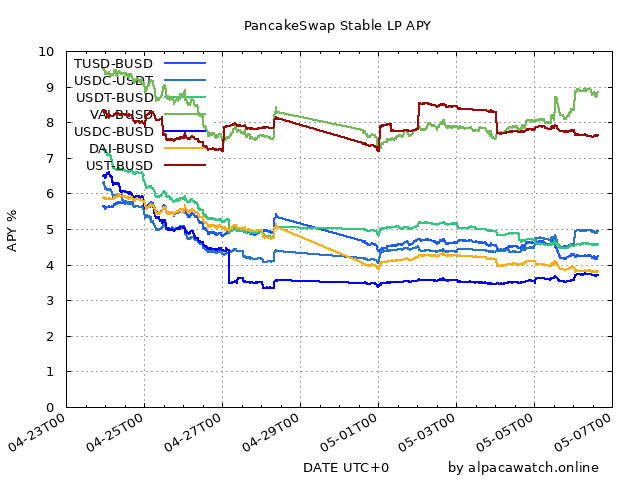 PancakeSwap Stable LP APY
10
9
8
7
6
5
4
3
2
1
0
APY %
TUSD-BUSD
USDC-USDT
USDT-BUSD
VAI-BUSD
USDC-BUSD
DAI-BUSD
UST-BUSD
04-23T00
04-25T00
04-27T00
04-29T00
05-01T00
05-03T00
05-05T00
05-07T00
DATE UTC+0
by alpacawatch.online